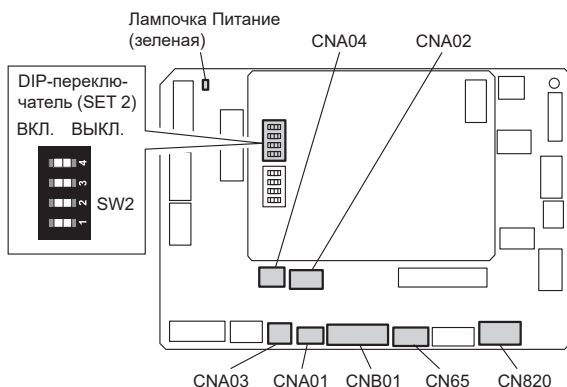 Лампочка Питание
(зеленая)
CNA04
CNA02
DIP-переклю-
чатель (SET 2)
ВКЛ. ВЫКЛ.
4
3
2
1
SW2
CNA03
CNA01
CNB01
CN65
CN820